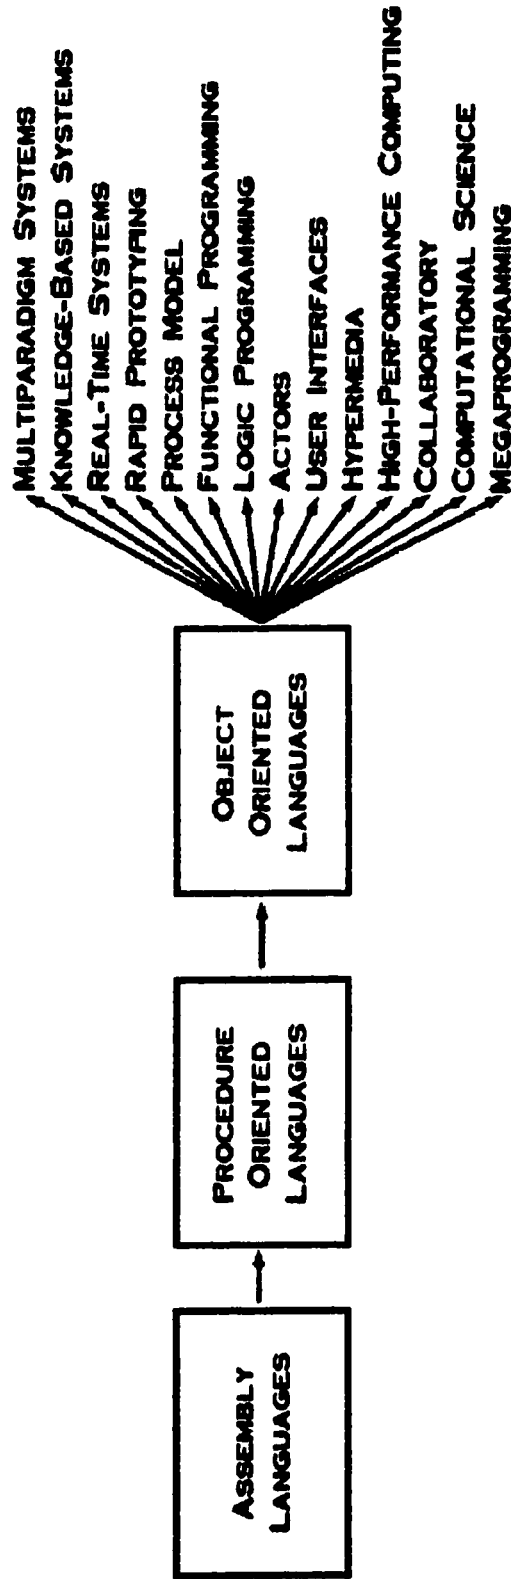 ASSEMBLY
LANGUAGES
PROCEDURE
ORIENTED
LANGUAGES
OBJECT
ORIENTED
LANGUAGES
MULTIPARADIGM SYSTEMS
KNOWLEDGE-BASED SYSTEMS
REAL-TIME SYSTEMS
RAPID PROTOTYPING
PROCESS MODEL
FUNCTIONAL PROGRAMMING
LOGIC PROGRAMMING
ACTORS
USER INTERFACES
HYPERMEDIA
HIGH-PERFORMANCE COMPUTING
COLLABORATORY
COMPUTATIONAL SCIENCE
MEGAPROGRAMMING